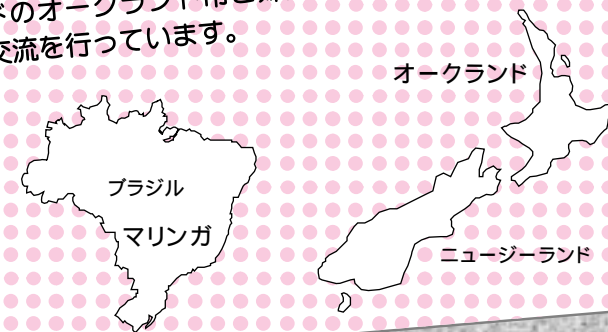 のオークランド市と
交流を行っています。
オークランド
ブラジル
マリンガ
ニュージーランド